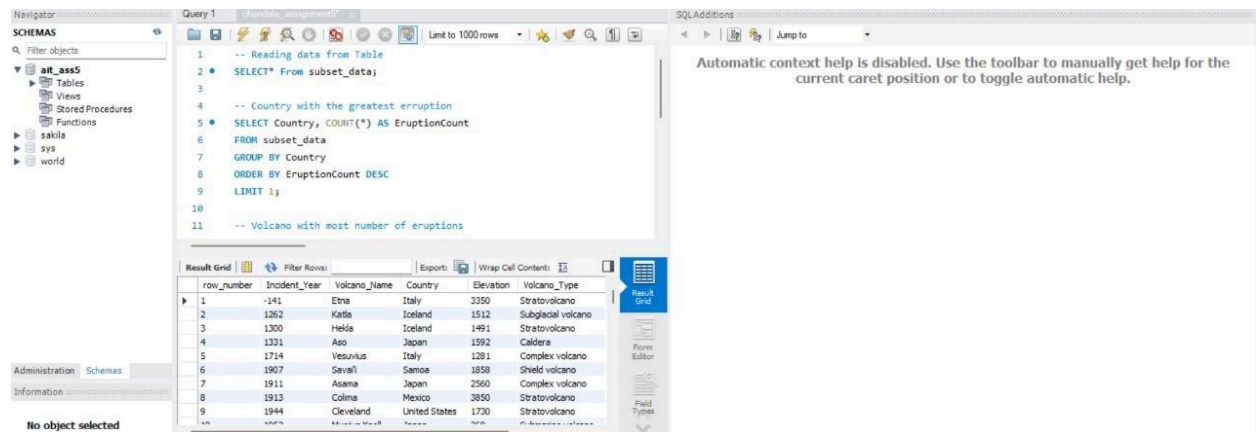 Navigator
SCHEMAS
Filter objects
ait_ass5
Tables
Views
Stored Procedures
Functions
sakila
sys
world
Administration Schemas
Information
No object selected
Query 1 chandala_assignment5*
Limit to 1000 rows
1 -- Reading data from Table
2 SELECT* From subset_data;
3
4 -- Country with the greatest erruption
5 SELECT Country, COUNT(*) AS EruptionCount
6 FROM subset_data
7 GROUP BY Country
8 ORDER BY EruptionCount DESC
9 LIMIT 1;
10
11 -- Volcano with most number of eruptions
Result Grid Filter Rows: Export: Wrap Cell Content:
row_number Incident_Year Volcano_Name Country Elevation Volcano_Type
1 -141 Etna Italy 3350 Stratovolcano
2 1262 Katla Iceland 1512 Subglacial volcano
3 1300 Hekla Iceland 1491 Stratovolcano
4 1331 Aso Japan 1592 Caldera
5 1714 Vesuvius Italy 1281 Complex volcano
6 1907 Savai'i Samoa 1858 Shield volcano
7 1911 Asama Japan 2560 Complex volcano
8 1913 Colima Mexico 3850 Stratovolcano
9 1944 Cleveland United States 1730 Stratovolcano
Result
Grid
Form
Editor
Field
Types
SQLAdditions
Jump to
Automatic context help is disabled. Use the toolbar to manually get help for the
current caret position or to toggle automatic help.